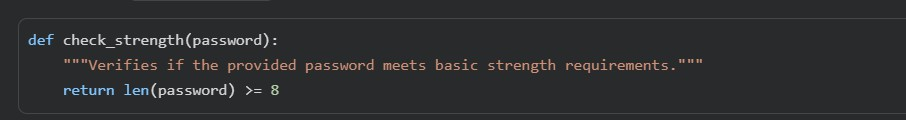 def check_strength(password):
    """Verifies if the provided password meets basic strength requirements."""
    return len(password) >= 8